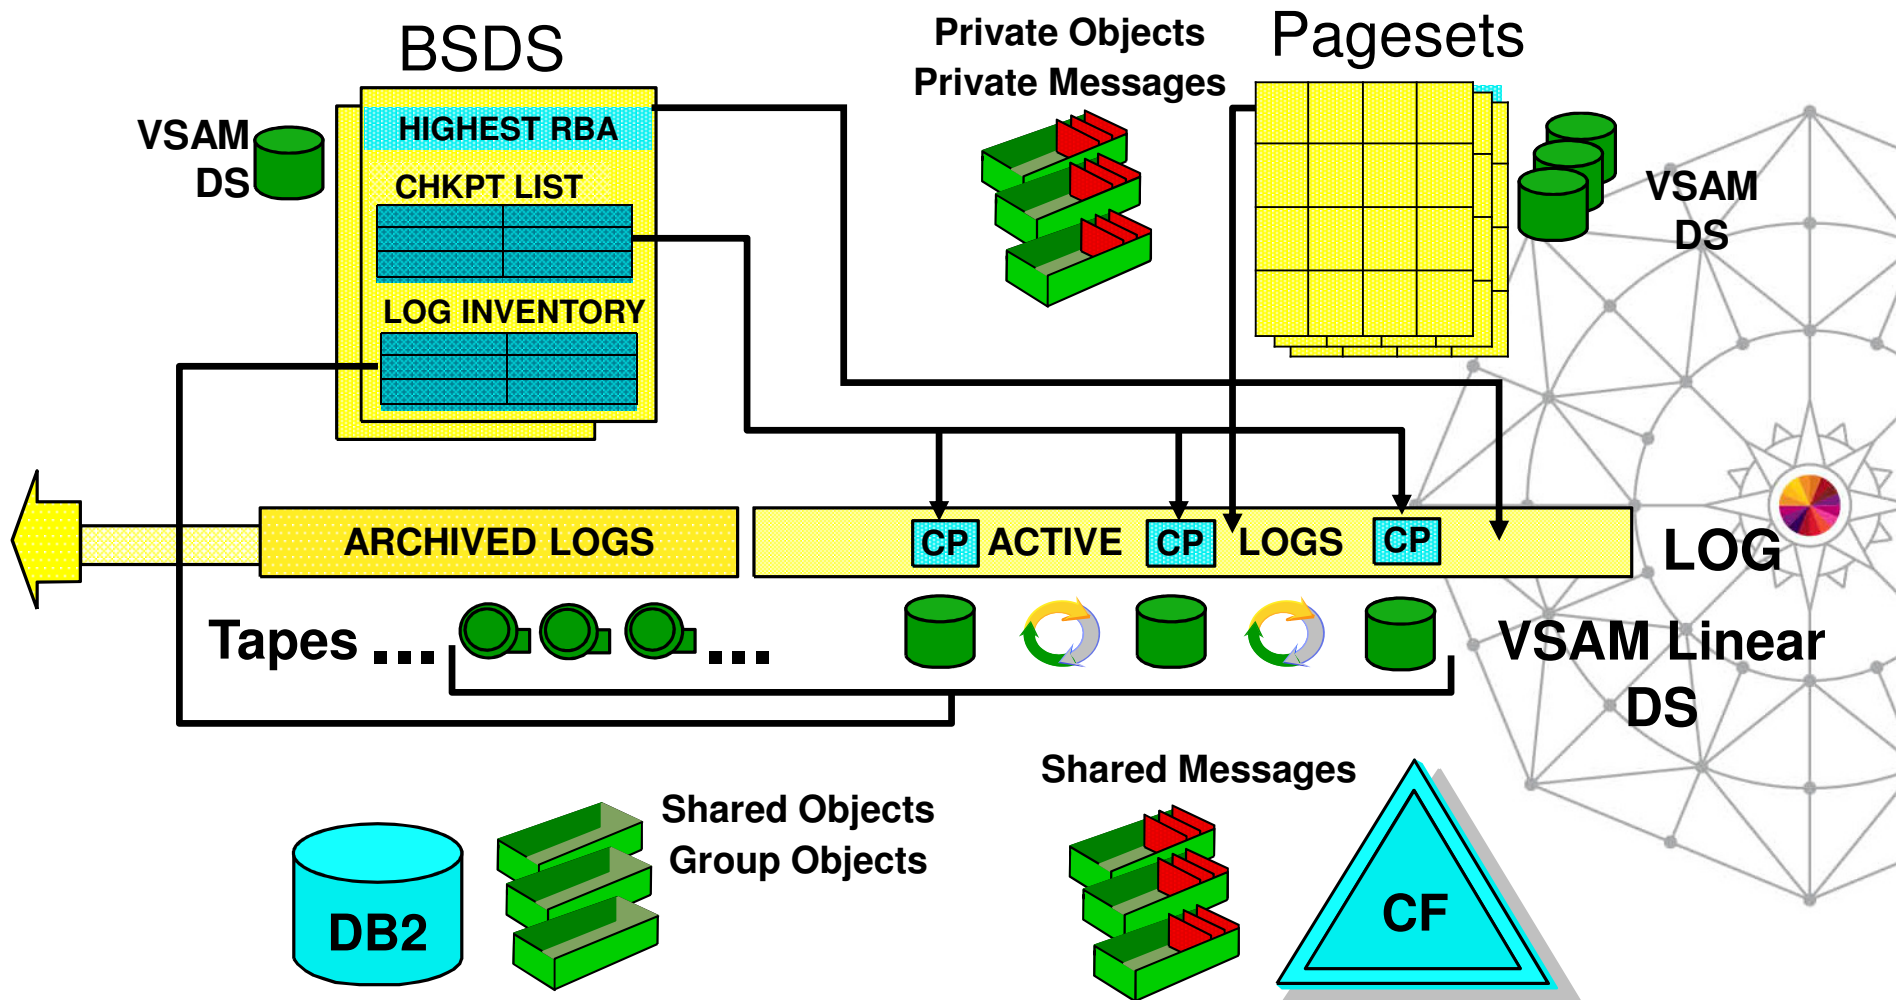 BSDS
Private Objects
Private Messages
Pagesets
VSAM
DS
HIGHEST RBA
CHKPT LIST
LOG INVENTORY
VSAM
DS
ARCHIVED LOGS
CP ACTIVE CP LOGS CP
LOG
Tapes ... ...
VSAM Linear
DS
Shared Messages
Shared Objects
Group Objects
DB2
CF